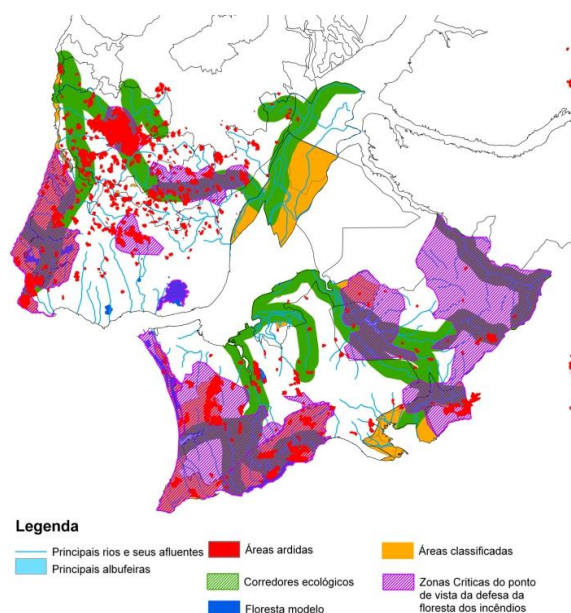 Legenda
Principais rios e seus afluentes
Principais albufeiras
Áreas ardidas
Corredores ecológicos
Floresta modelo
Áreas classificadas
Zonas Criticas do ponto
de vista da defesa da
floresta dos incêndios